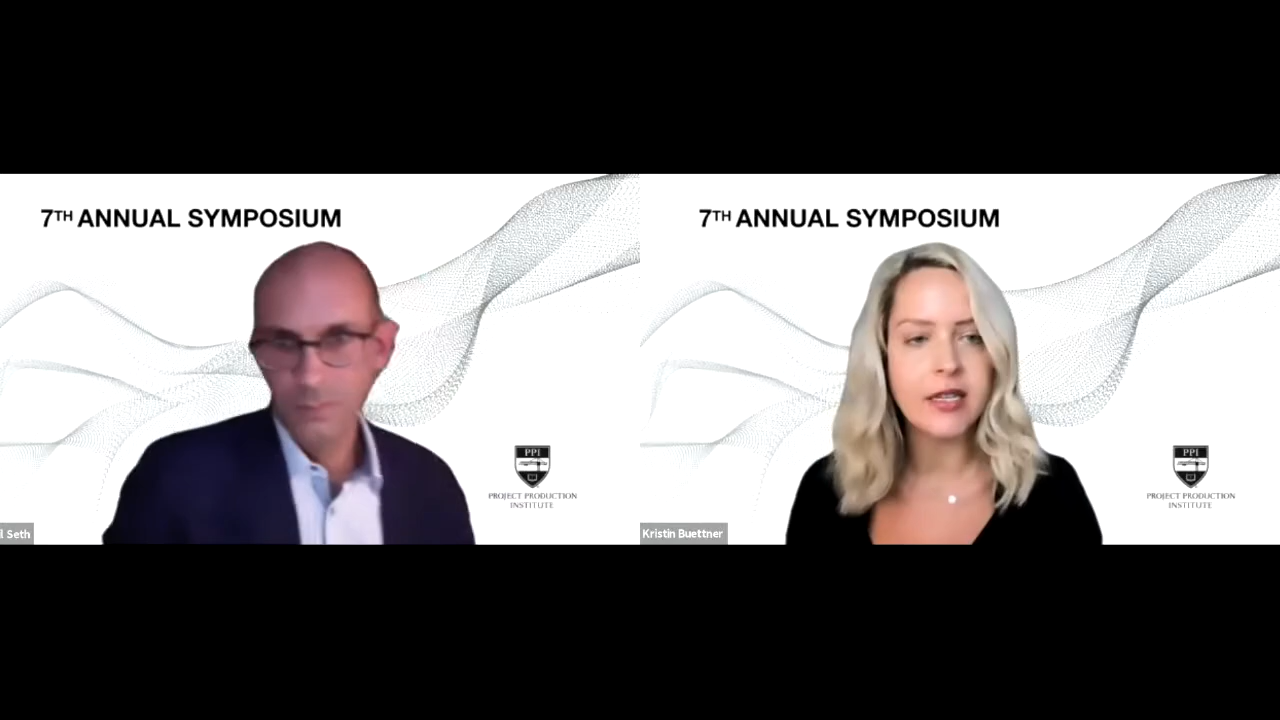 7TH ANNUAL SYMPOSIUM
PPI
PROJECT PRODUCTION
INSTITUTE
l Seth
7TH ANNUAL SYMPOSIUM
PPI
PROJECT PRODUCTION
INSTITUTE
Kristin Buettner